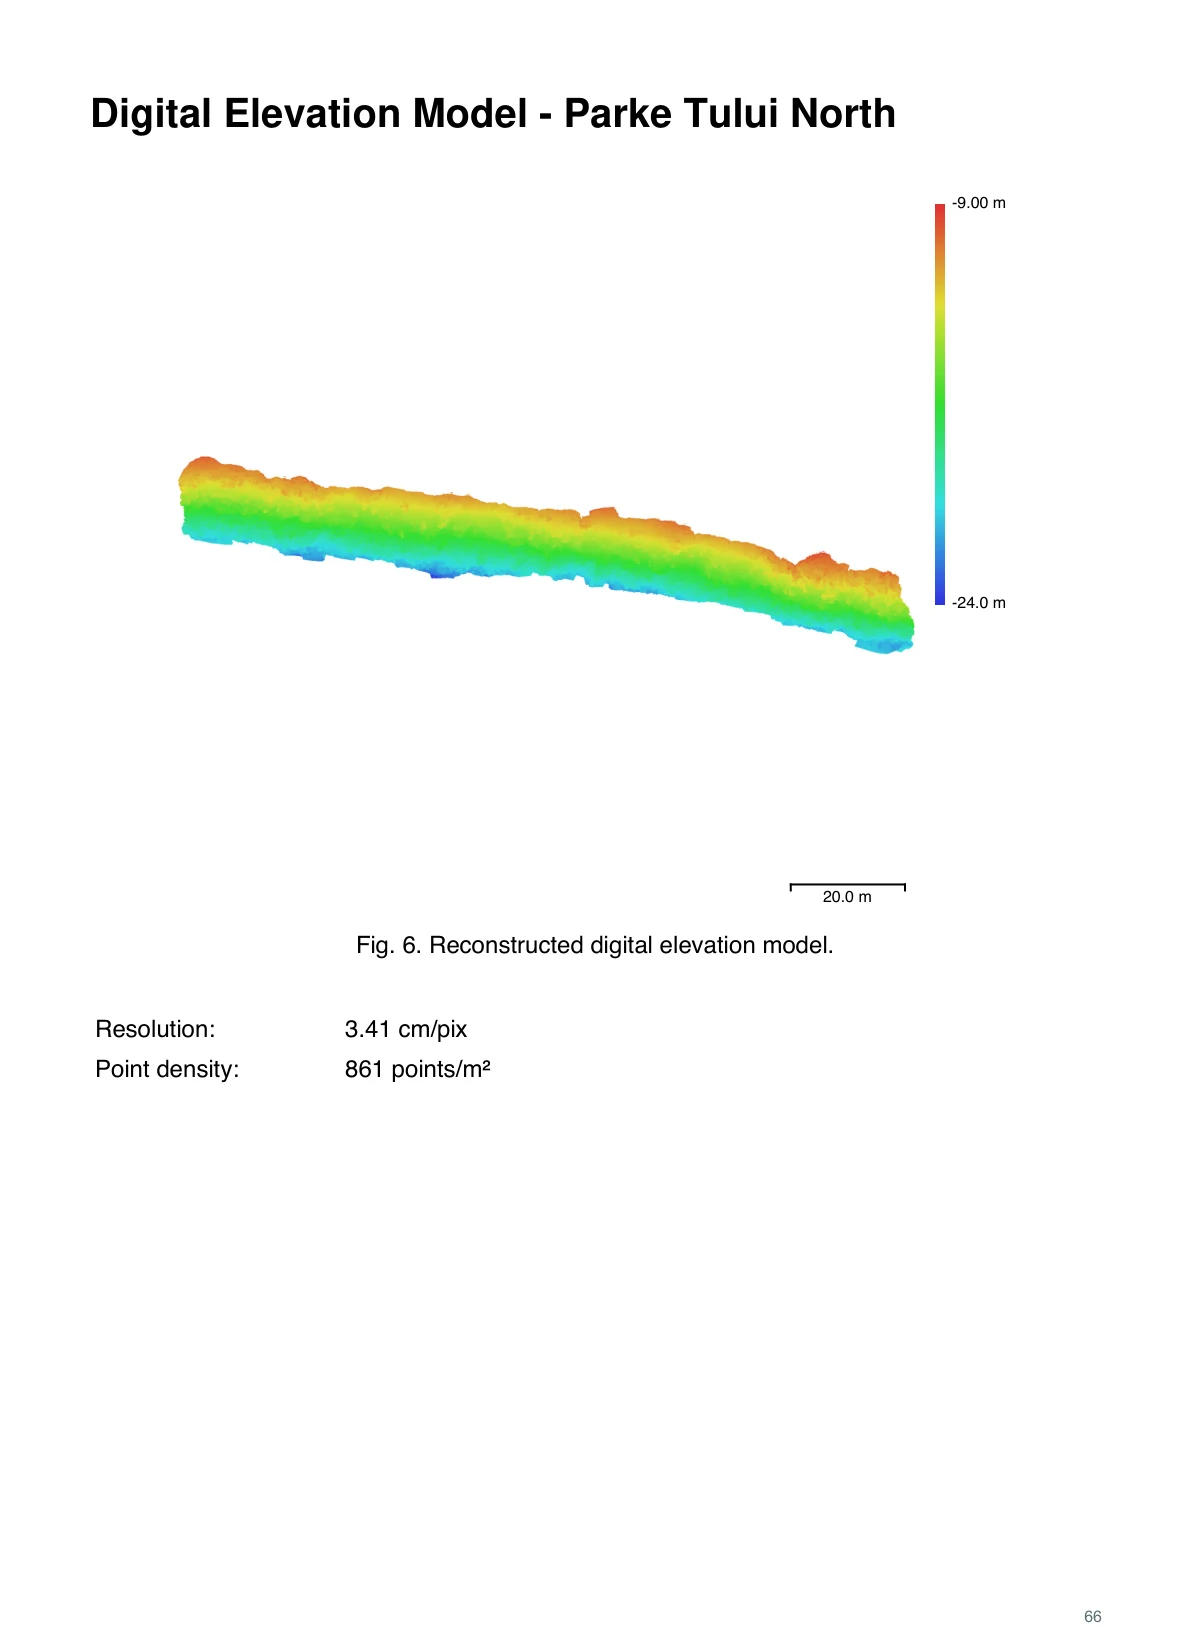 Digital Elevation Model - Parke Tului North
-9.00 m
-24.0 m
20.0 m
Fig. 6. Reconstructed digital elevation model.
Resolution: 3.41 cm/pix
Point density: 861 points/m²
66